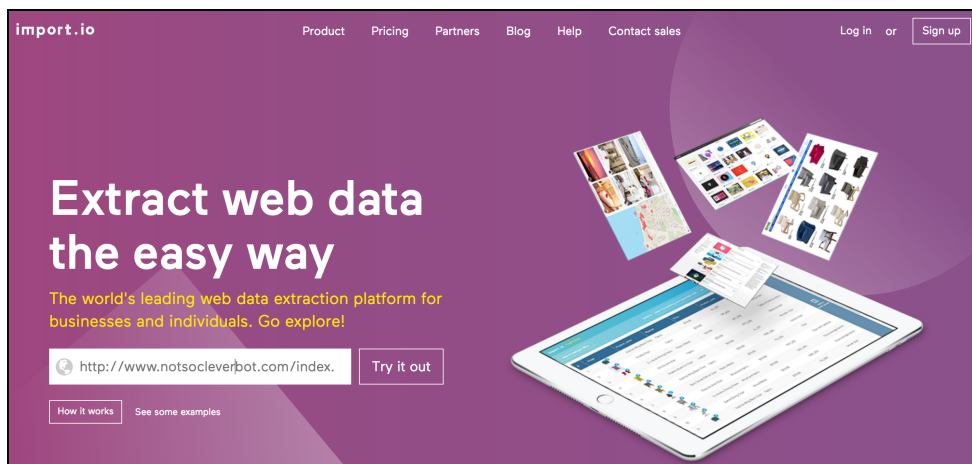 import.io
Product Pricing Partners Blog Help Contact sales Log in or Sign up
Extract web data
the easy way
The world's leading web data extraction platform for
businesses and individuals. Go explore!
http://www.notsocleverbot.com/index.
Try it out
How it works See some examples